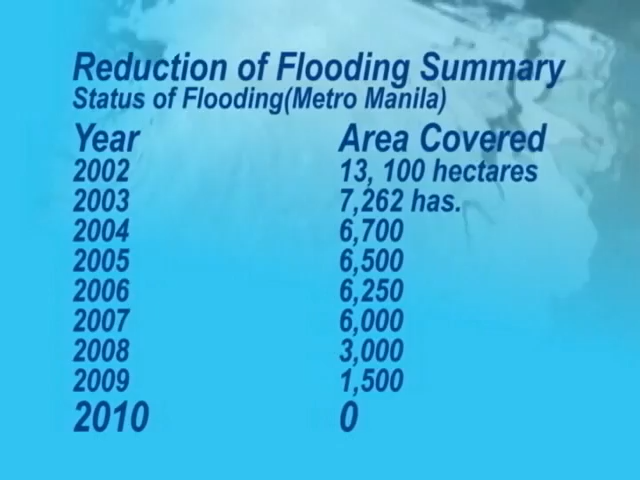 Reduction of Flooding Summary
Status of Flooding(Metro Manila)
Year Area Covered
2002 13, 100 hectares
2003 7,262 has.
2004 6,700
2005 6,500
2006 6,250
2007 6,000
2008 3,000
2009 1,500
2010 0